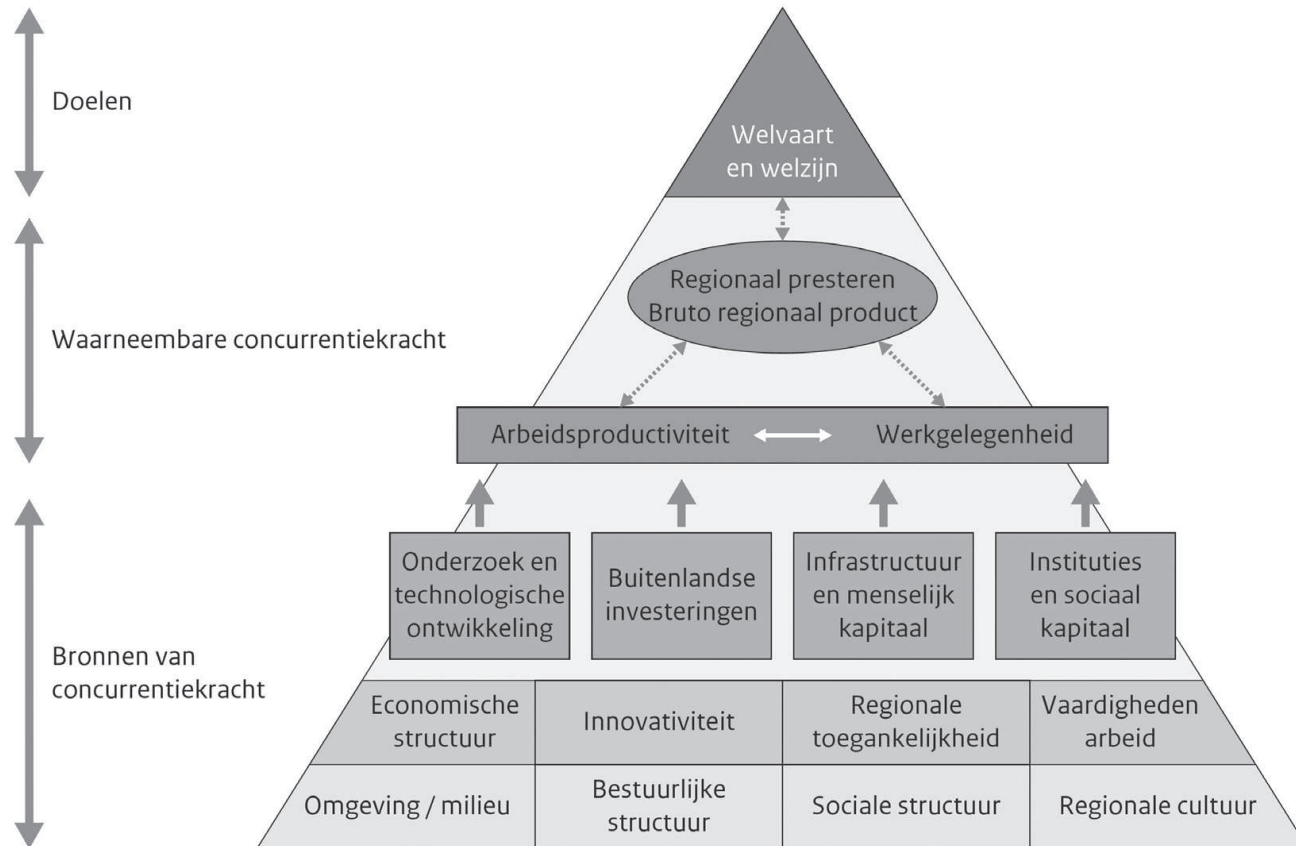 Doelen
Welvaart
en welzijn
Waarneembare concurrentiekracht
Regionaal presteren
Bruto regionaal product
Arbeidsproductiviteit
Werkgelegenheid
Bronnen van
concurrentiekracht
Onderzoek en
technologische
ontwikkeling
Buitenlandse
investeringen
Infrastructuur
en menselijk
kapitaal
Instituties
en sociaal
kapitaal
Economische
structuur
Innovativiteit
Regionale
toegankelijkheid
Vaardigheden
arbeid
Omgeving / milieu
Bestuurlijke
structuur
Sociale structuur
Regionale cultuur